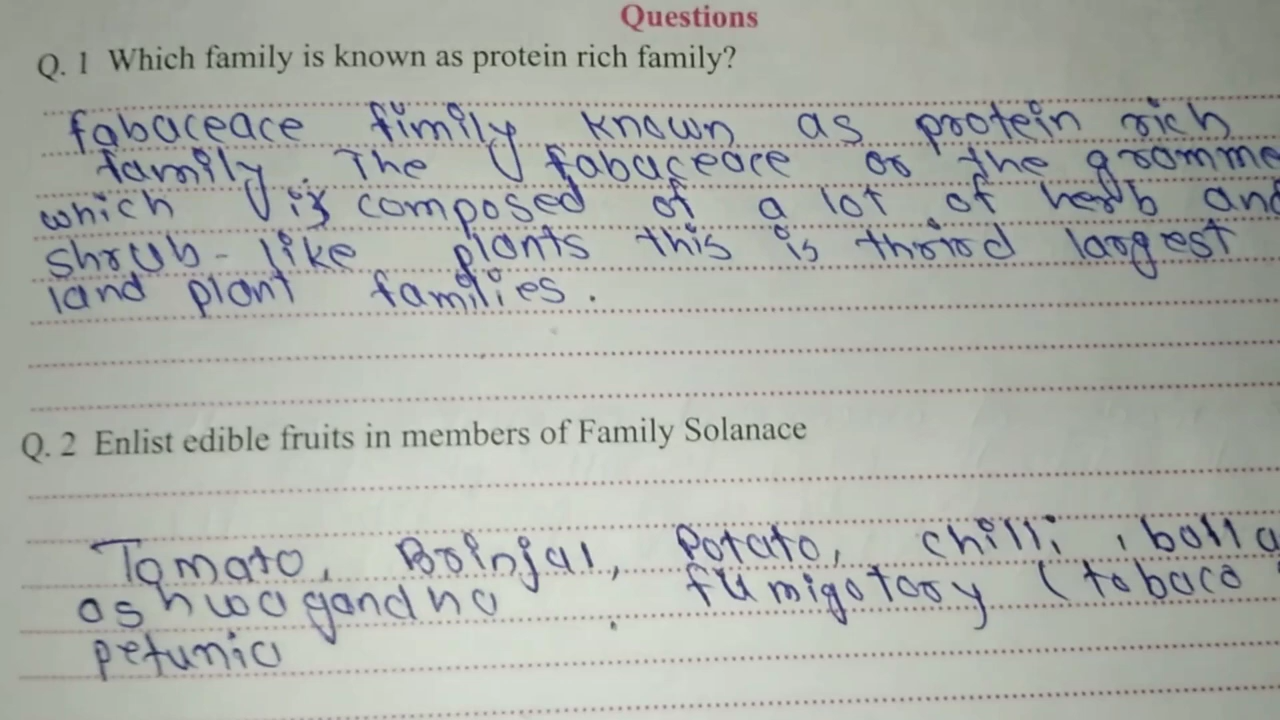 Questions
Q. 1 Which family is known as protein rich family?
fabaceace fimily known as protein rich
family. The fabaceace or the gramme
which is composed of a lot of herb and
shrub-like plants this is thrird largest
land plant families.
Q. 2 Enlist edible fruits in members of Family Solanace
Tomato, Brinjal, Potato, chilli, bolla
ashwagandha fumigatory (tobaco
petunia